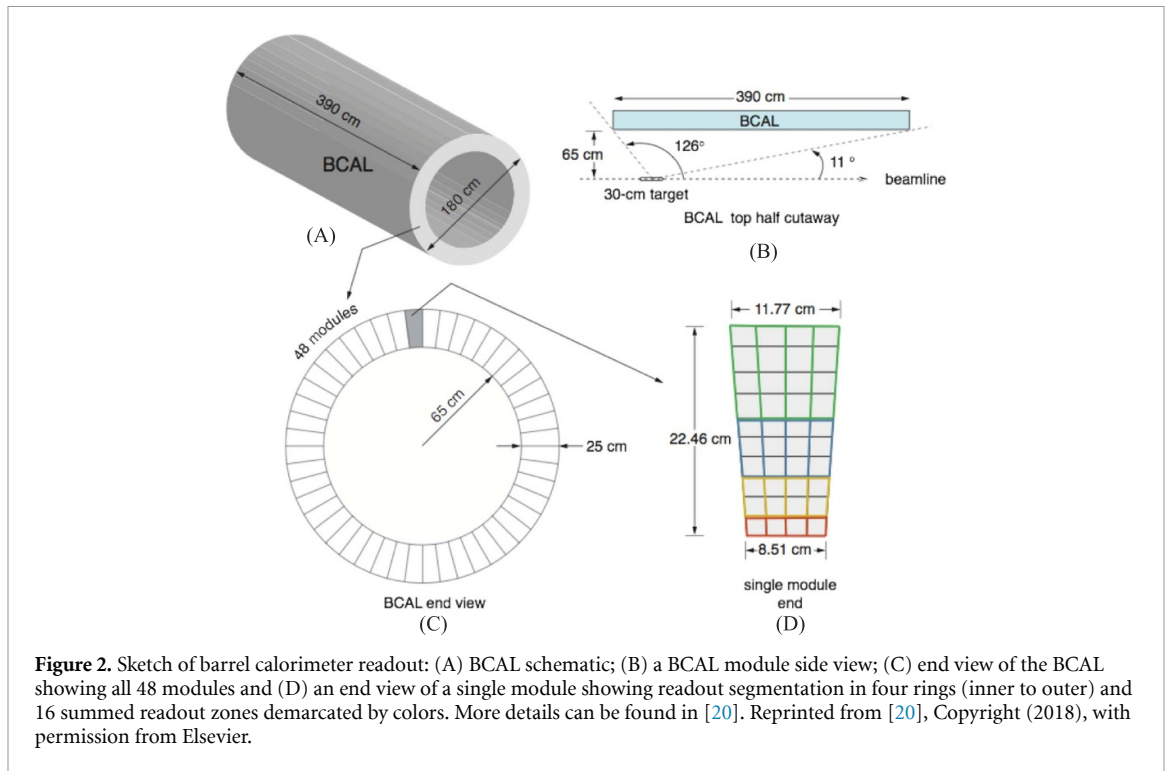 390 cm
BCAL
180 cm
(A)
390 cm
BCAL
65 cm
126°
11 °
30-cm target
beamline
BCAL top half cutaway
(B)
48 modules
65 cm
25 cm
BCAL end view
(C)
11.77 cm
22.46 cm
8.51 cm
single module
end
(D)
Figure 2. Sketch of barrel calorimeter readout: (A) BCAL schematic; (B) a BCAL module side view; (C) end view of the BCAL
showing all 48 modules and (D) an end view of a single module showing readout segmentation in four rings (inner to outer) and
16 summed readout zones demarcated by colors. More details can be found in [20]. Reprinted from [20], Copyright (2018), with
permission from Elsevier.